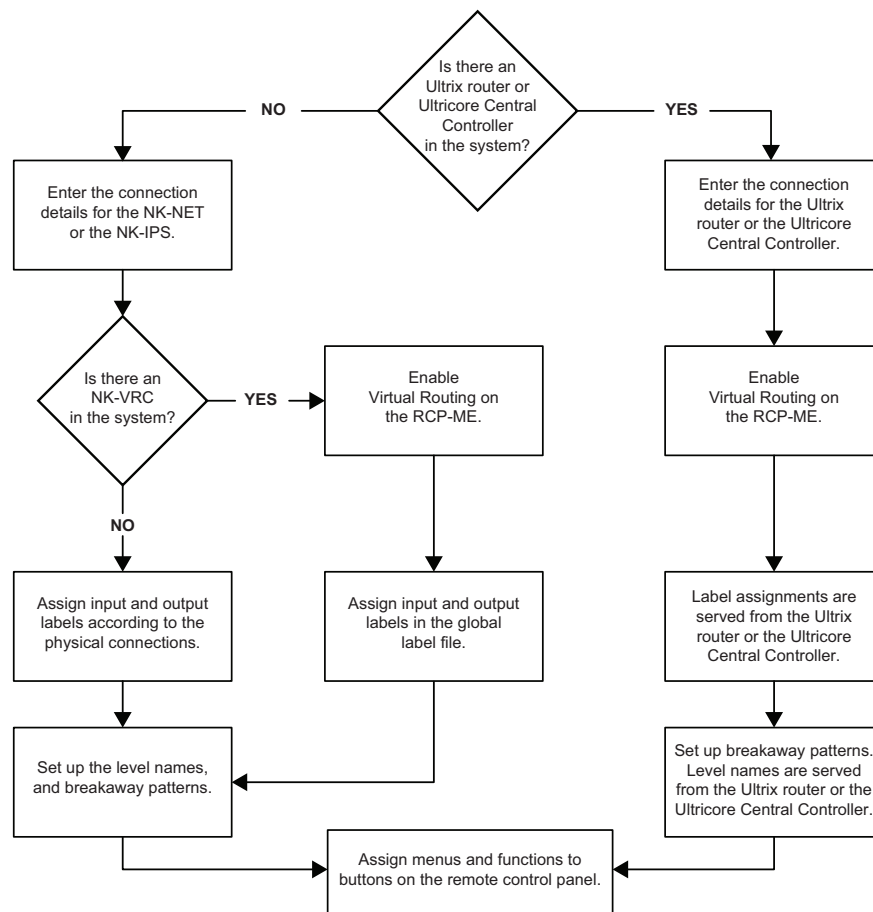 Is there an
Ultrix router or
Ultricore Central
Controller
in the system?
NO
YES
Enter the connection
details for the NK-NET
or the NK-IPS.
Enter the connection
details for the Ultrix
router or the Ultricore
Central Controller.
Is there an
NK-VRC
in the system?
YES
Enable
Virtual Routing on
the RCP-ME.
Enable
Virtual Routing on
the RCP-ME.
NO
Assign input and output
labels according to the
physical connections.
Assign input and output
labels in the global
label file.
Label assignments are
served from the Ultrix
router or the Ultricore
Central Controller.
Set up the level names,
and breakaway patterns.
Set up breakaway patterns.
Level names are served
from the Ultrix router or the
Ultricore Central Controller.
Assign menus and functions to
buttons on the remote control panel.